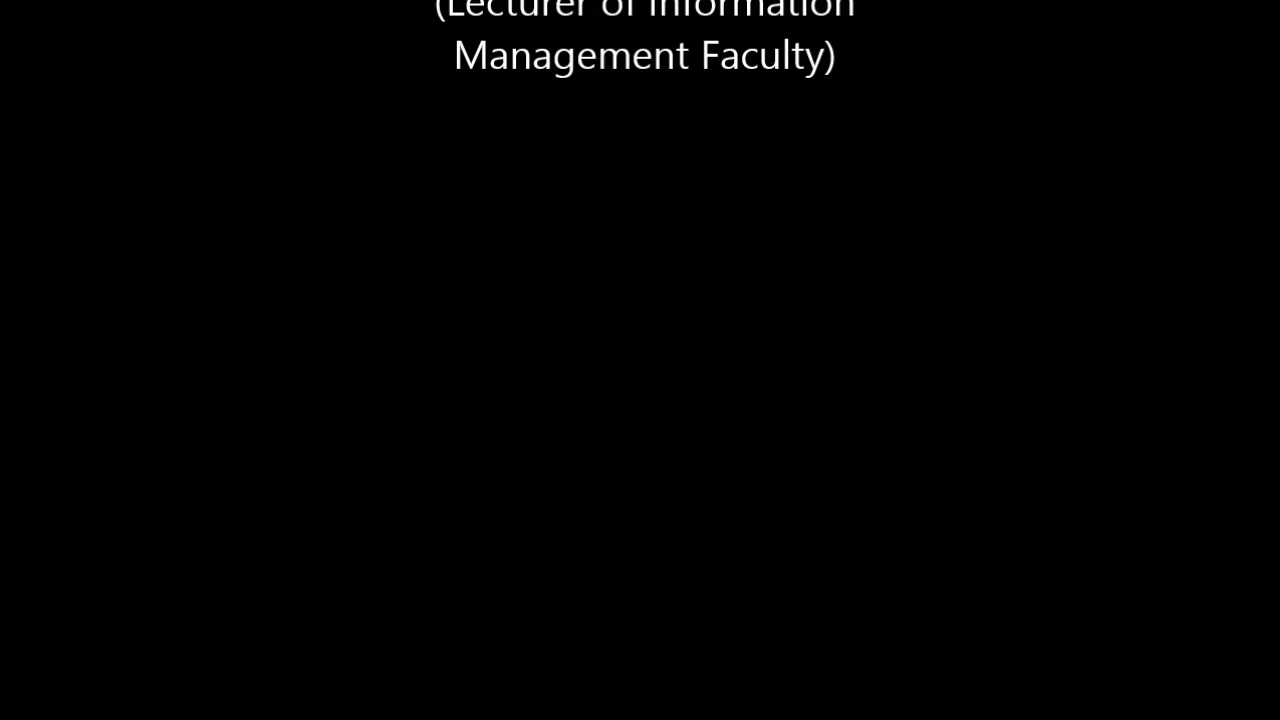 (Lecturer of Information
Management Faculty)